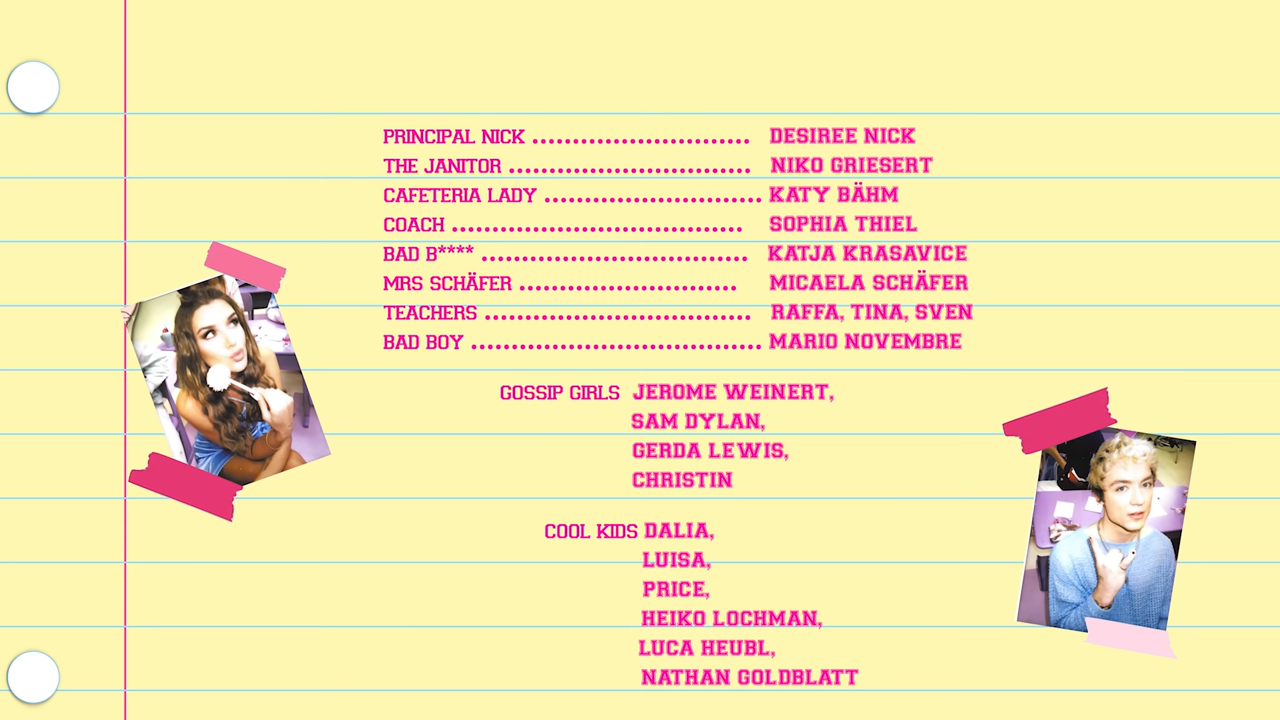 PRINCIPAL NICK ........................... DESIREE NICK
THE JANITOR .............................. NIKO GRIESERT
CAFETERIA LADY ........................... KATY BÄHM
COACH .................................... SOPHIA THIEL
BAD B**** ................................. KATJA KRASAVICE
MRS SCHÄFER ........................... MICAELA SCHÄFER
TEACHERS ................................. RAFFA, TINA, SVEN
BAD BOY .................................... MARIO NOVEMBRE
GOSSIP GIRLS JEROME WEINERT,
SAM DYLAN,
GERDA LEWIS,
CHRISTIN
COOL KIDS DALIA,
LUISA,
PRICE,
HEIKO LOCHMAN,
LUCA HEUBL,
NATHAN GOLDBLATT